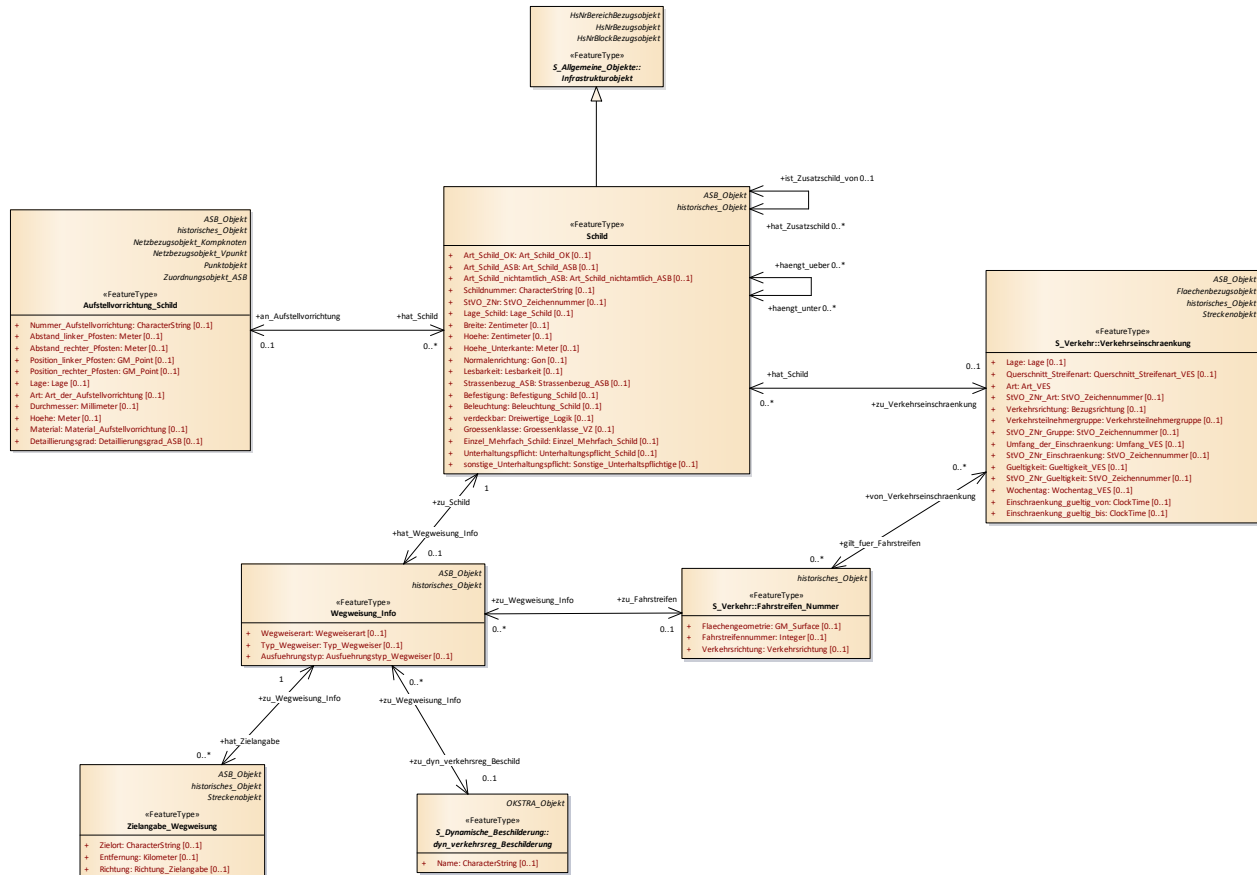 HsNrBereichBezugsobjekt
HsNrBezugsobjekt
HsNrBlockBezugsobjekt
«FeatureType»
S_Allgemeine_Objekte::
Infrastrukturobjekt
ASB_Objekt
historisches_Objekt
«FeatureType»
Schild
+ Art_Schild_OK: Art_Schild_OK [0..1]
+ Art_Schild_ASB: Art_Schild_ASB [0..1]
+ Art_Schild_nichtamtlich_ASB: Art_Schild_nichtamtlich_ASB [0..1]
+ Schildnummer: CharacterString [0..1]
+ StVO_ZNr: StVO_Zeichennummer [0..1]
+ Lage_Schild: Lage_Schild [0..1]
+ Breite: Zentimeter [0..1]
+ Hoehe: Zentimeter [0..1]
+ Hoehe_Unterkante: Meter [0..1]
+ Normalenrichtung: Gon [0..1]
+ Lesbarkeit: Lesbarkeit [0..1]
+ Strassenbezug_ASB: Strassenbezug_ASB [0..1]
+ Befestigung: Befestigung_Schild [0..1]
+ Beleuchtung: Beleuchtung_Schild [0..1]
+ verdeckbar: Dreiwertige_Logik [0..1]
+ Groessenklasse: Groessenklasse_VZ [0..1]
+ Einzel_Mehrfach_Schild: Einzel_Mehrfach_Schild [0..1]
+ Unterhaltungspflicht: Unterhaltungspflicht_Schild [0..1]
+ sonstige_Unterhaltungspflicht: Sonstige_Unterhaltspflichtige [0..1]
+ist_Zusatzschild_von 0..1
+hat_Zusatzschild 0..*
+haengt_ueber 0..*
+haengt_unter 0..*
ASB_Objekt
historisches_Objekt
Netzbezugsobjekt_Kompknoten
Netzbezugsobjekt_Vpunkt
Punktobjekt
Zuordnungsobjekt_ASB
«FeatureType»
Aufstellvorrichtung_Schild
+ Nummer_Aufstellvorrichtung: CharacterString [0..1]
+ Abstand_linker_Pfosten: Meter [0..1]
+ Abstand_rechter_Pfosten: Meter [0..1]
+ Position_linker_Pfosten: GM_Point [0..1]
+ Position_rechter_Pfosten: GM_Point [0..1]
+ Lage: Lage [0..1]
+ Art: Art_der_Aufstellvorrichtung [0..1]
+ Durchmesser: Millimeter [0..1]
+ Hoehe: Meter [0..1]
+ Material: Material_Aufstellvorrichtung [0..1]
+ Detaillierungsgrad: Detaillierungsgrad_ASB [0..1]
+an_Aufstellvorrichtung
0..1
+hat_Schild
0..*
ASB_Objekt
Flaechenbezugsobjekt
historisches_Objekt
Streckenobjekt
«FeatureType»
S_Verkehr::Verkehrseinschraenkung
+ Lage: Lage [0..1]
+ Querschnitt_Streifenart: Querschnitt_Streifenart_VES [0..1]
+ Art: Art_VES
+ StVO_ZNr_Art: StVO_Zeichennummer [0..1]
+ Verkehrsrichtung: Bezugsrichtung [0..1]
+ Verkehrsteilnehmergruppe: Verkehrsteilnehmergruppe [0..1]
+ StVO_ZNr_Gruppe: StVO_Zeichennummer [0..1]
+ Umfang_der_Einschraenkung: Umfang_VES [0..1]
+ StVO_ZNr_Einschraenkung: StVO_Zeichennummer [0..1]
+ Gueltigkeit: Gueltigkeit_VES [0..1]
+ StVO_ZNr_Gueltigkeit: StVO_Zeichennummer [0..1]
+ Wochentag: Wochentag_VES [0..1]
+ Einschraenkung_gueltig_von: ClockTime [0..1]
+ Einschraenkung_gueltig_bis: ClockTime [0..1]
+hat_Schild
0..*
0..1
+zu_Verkehrseinschraenkung
0..*
+von_Verkehrseinschraenkung
+gilt_fuer_Fahrstreifen
0..*
1
+zu_Schild
+hat_Wegweisung_Info
0..1
ASB_Objekt
historisches_Objekt
«FeatureType»
Wegweisung_Info
+ Wegweiserart: Wegweiserart [0..1]
+ Typ_Wegweiser: Typ_Wegweiser [0..1]
+ Ausfuehrungstyp: Ausfuehrungstyp_Wegweiser [0..1]
+zu_Wegweisung_Info
0..*
+zu_Fahrstreifen
0..1
historisches_Objekt
«FeatureType»
S_Verkehr::Fahrstreifen_Nummer
+ Flaechengeometrie: GM_Surface [0..1]
+ Fahrstreifennummer: Integer [0..1]
+ Verkehrsrichtung: Verkehrsrichtung [0..1]
1
+zu_Wegweisung_Info
+hat_Zielangabe
0..*
0..*
+zu_Wegweisung_Info
+zu_dyn_verkehrsreg_Beschild
0..1
ASB_Objekt
historisches_Objekt
Streckenobjekt
«FeatureType»
Zielangabe_Wegweisung
+ Zielort: CharacterString [0..1]
+ Entfernung: Kilometer [0..1]
+ Richtung: Richtung_Zielangabe [0..1]
OKSTRA_Objekt
«FeatureType»
S_Dynamische_Beschilderung::
dyn_verkehrsreg_Beschilderung
+ Name: CharacterString [0..1]